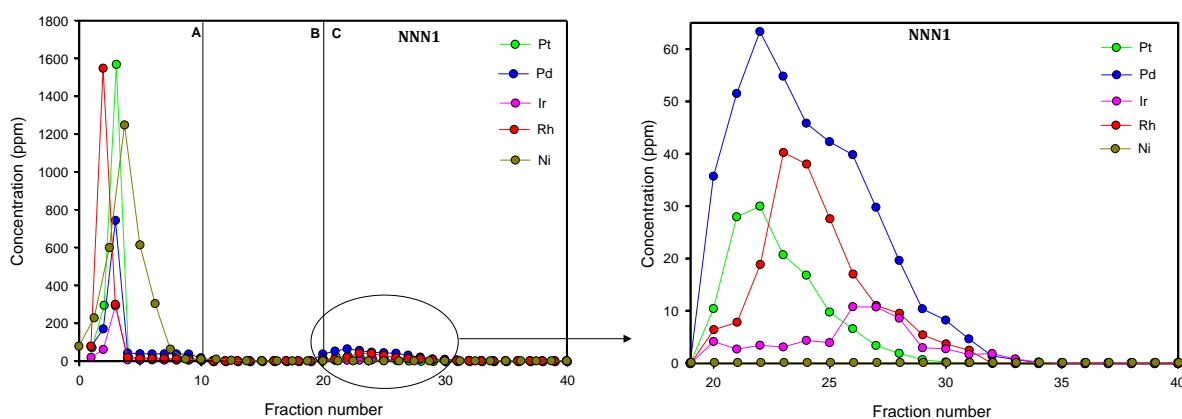 A
B
C
NNN1
Pt
Pd
Ir
Rh
Ni
1800
1600
1400
1200
1000
800
600
400
200
0
Concentration (ppm)
0
10
20
30
40
Fraction number
NNN1
Pt
Pd
Ir
Rh
Ni
60
50
40
30
20
10
0
Concentration (ppm)
20
25
30
35
40
Fraction number